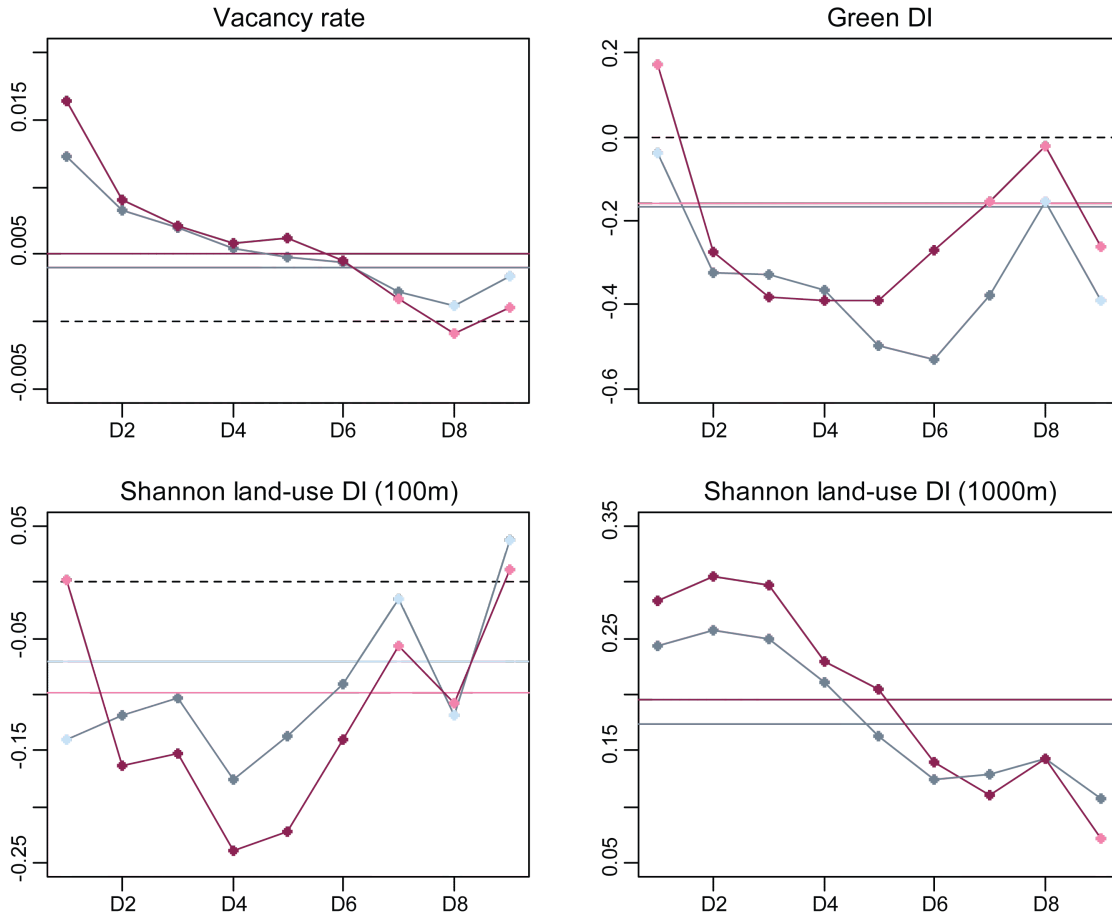 Vacancy rate
0.015
0.005
-0.005
D2 D4 D6 D8
Green DI
0.2
0.0
-0.2
-0.4
-0.6
D2 D4 D6 D8
Shannon land-use DI (100m)
0.05
-0.05
-0.15
-0.25
D2 D4 D6 D8
Shannon land-use DI (1000m)
0.35
0.25
0.15
0.05
D2 D4 D6 D8